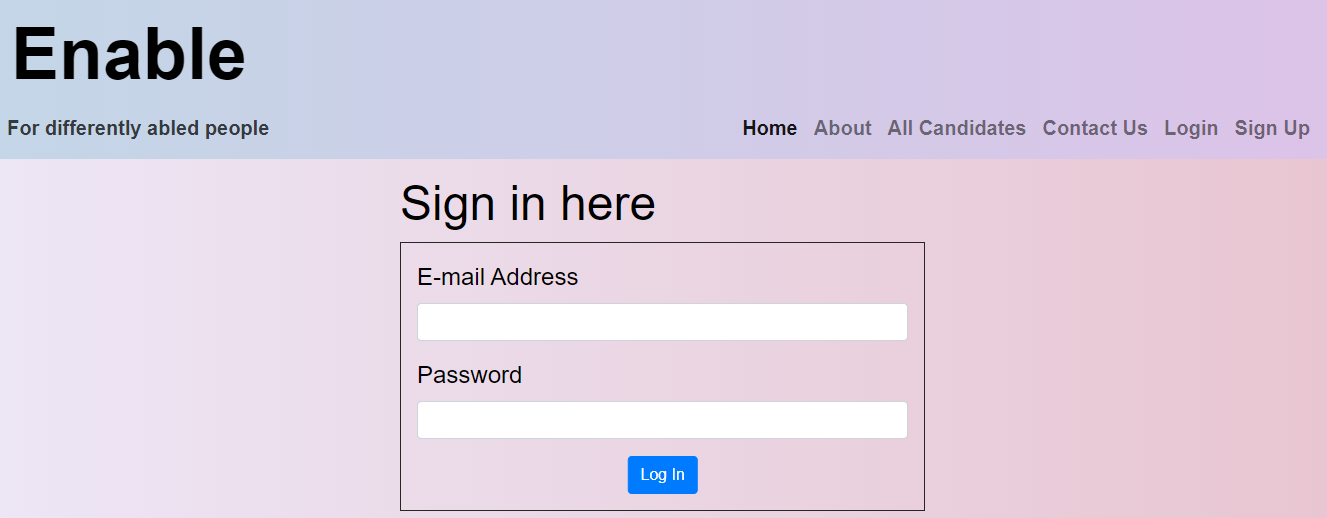 Enable
For differently abled people Home About All Candidates Contact Us Login Sign Up
Sign in here
E-mail Address
Password
Log In